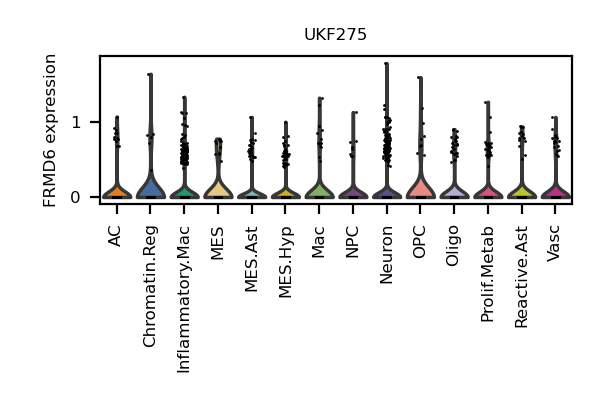 UKF275
FRMD6 expression
1
0
AC
Chromatin.Reg
Inflammatory.Mac
MES
MES.Ast
MES.Hyp
Mac
NPC
Neuron
OPC
Oligo
Prolif.Metab
Reactive.Ast
Vasc